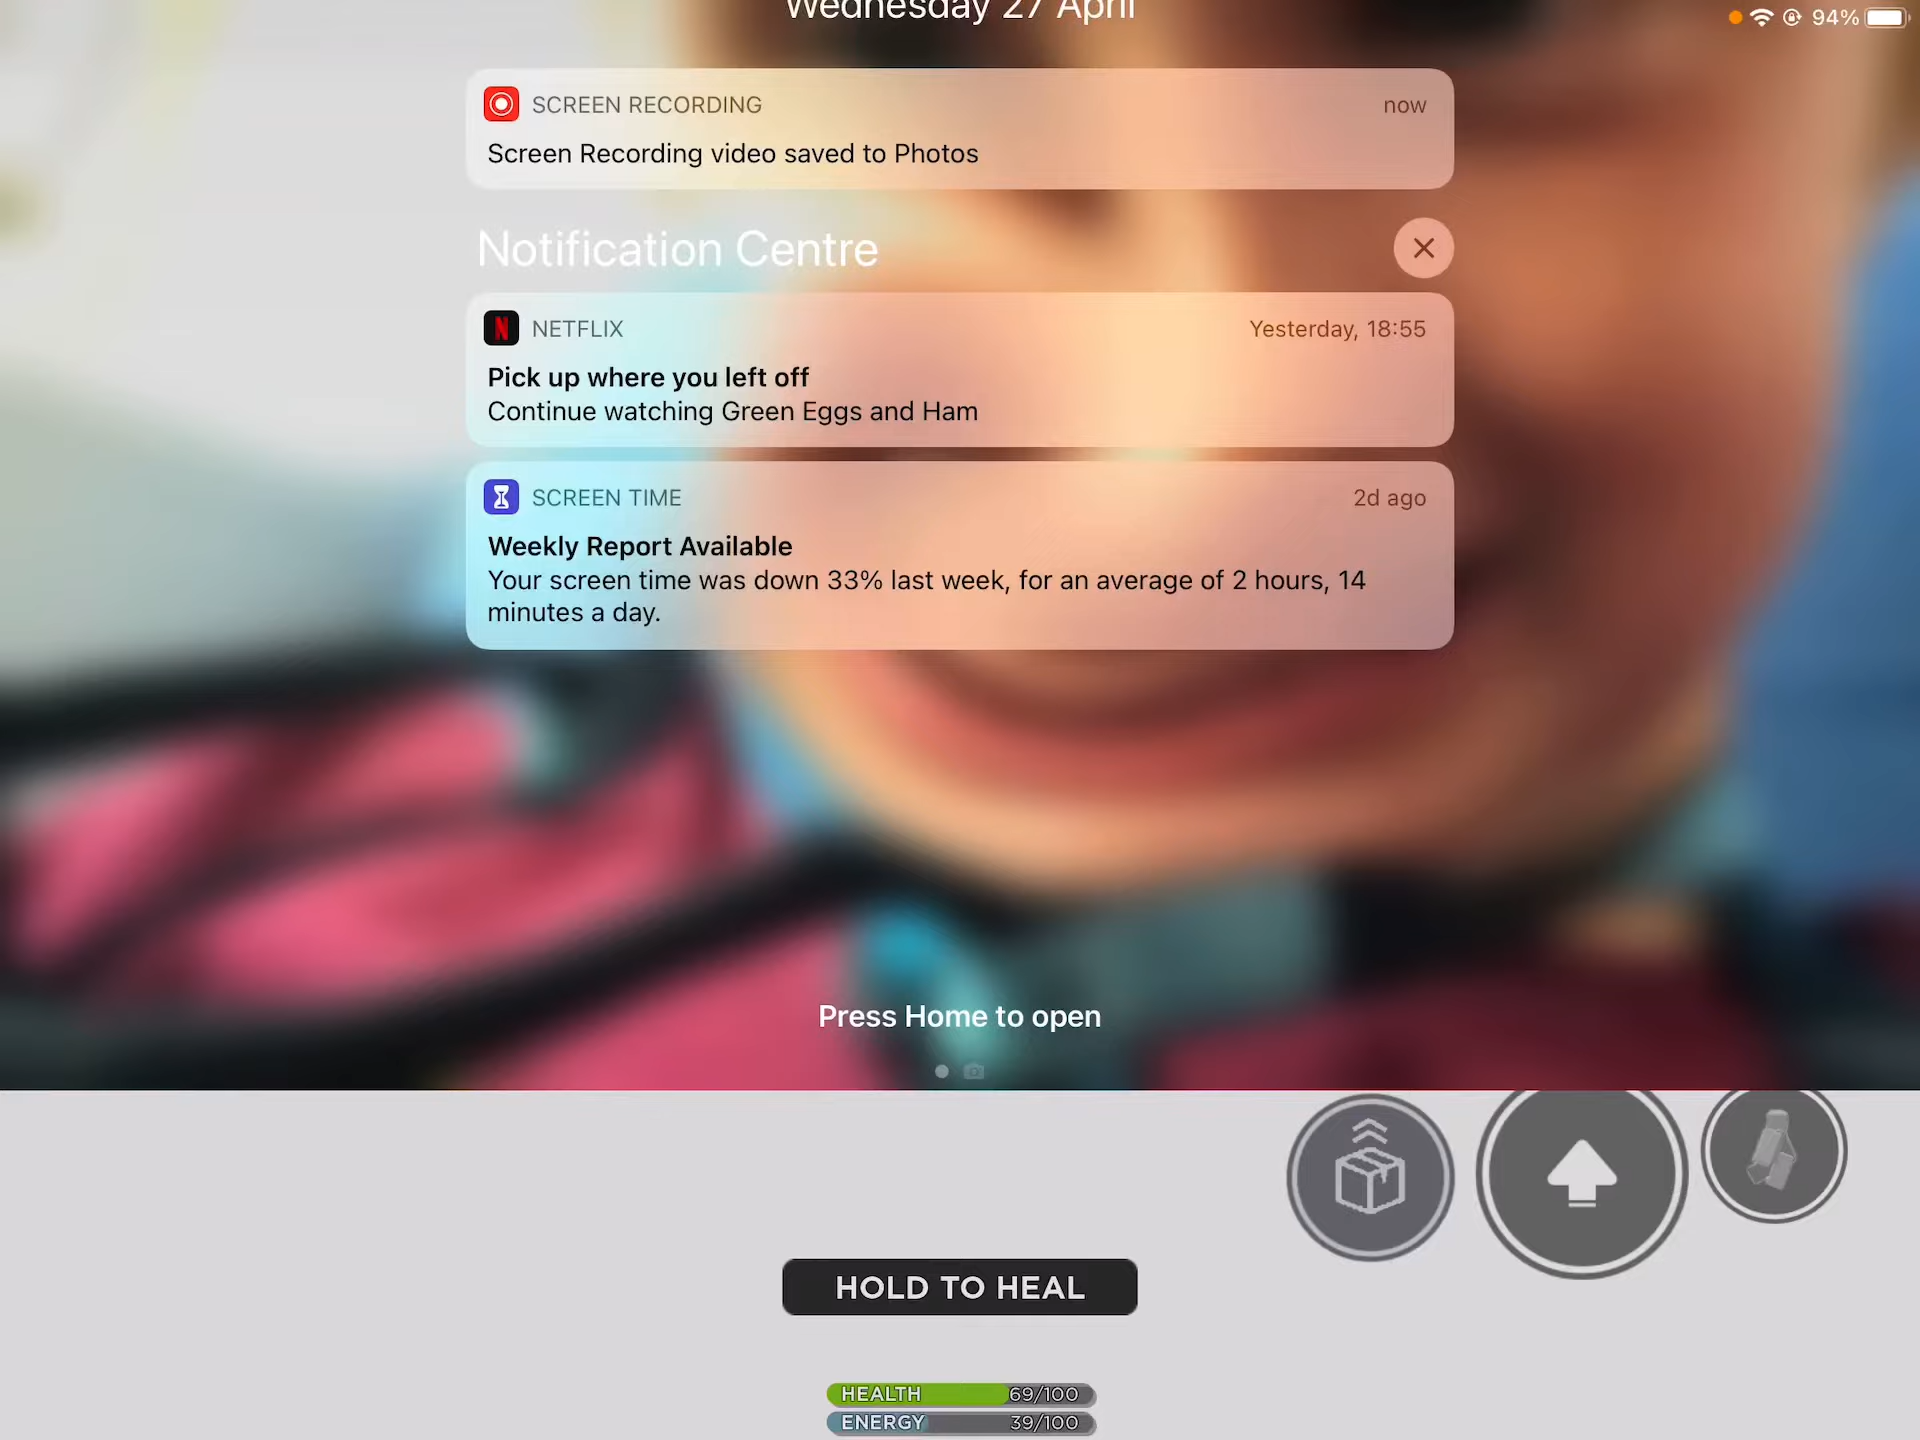 Wednesday 27 April
94%
SCREEN RECORDING now
Screen Recording video saved to Photos
Notification Centre
N NETFLIX Yesterday, 18:55
Pick up where you left off
Continue watching Green Eggs and Ham
SCREEN TIME 2d ago
Weekly Report Available
Your screen time was down 33% last week, for an average of 2 hours, 14
minutes a day.
Press Home to open
HOLD TO HEAL
HEALTH 69/100
ENERGY 39/100